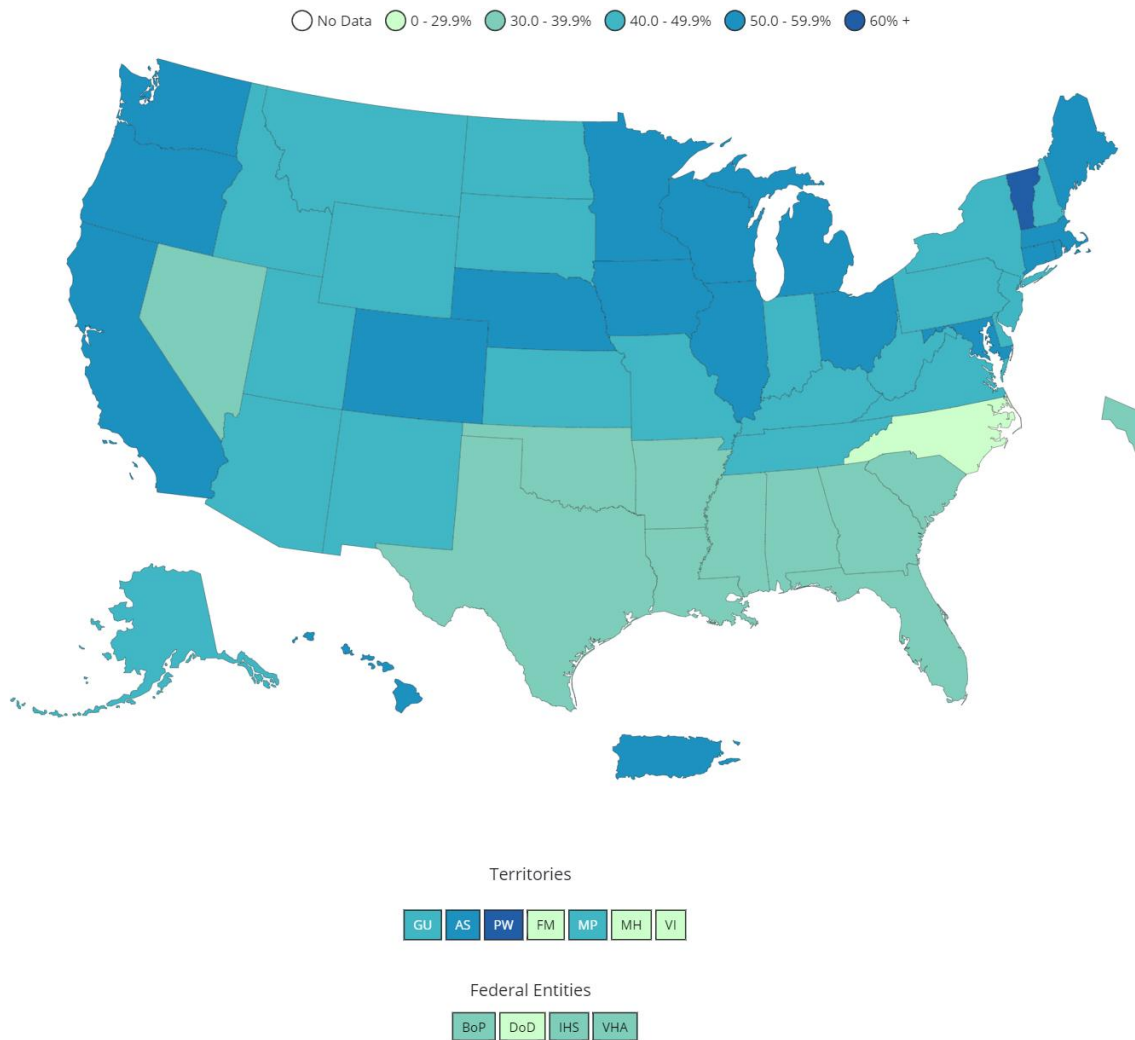 No Data 0 - 29.9% 30.0 - 39.9% 40.0 - 49.9% 50.0 - 59.9% 60% +
Territories
GU AS PW FM MP MH VI
Federal Entities
BoP DoD IHS VHA